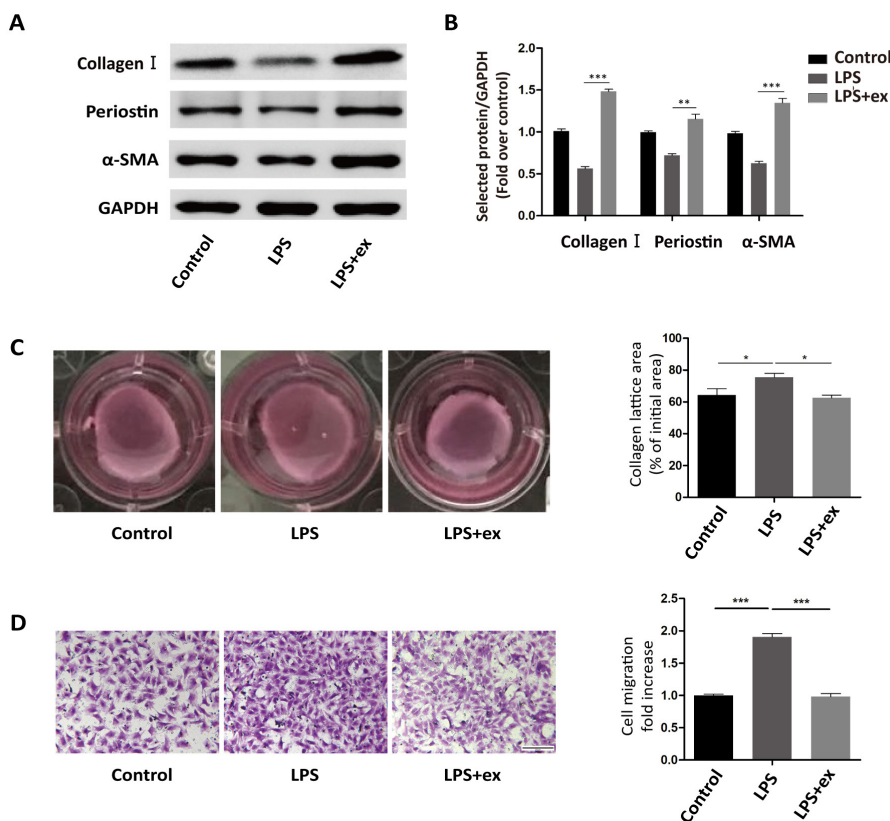 A
Collagen I
Periostin
α-SMA
GAPDH
Control
LPS
LPS+ex
B
Selected protein/GAPDH
(Fold over control)
2.0
1.5
1.0
0.5
0.0
***
**
***
Control
LPS
LPS+ex
Collagen I
Periostin
α-SMA
C
Control
LPS
LPS+ex
Collagen lattice area
(% of initial area)
100
80
60
40
20
0
*
*
Control
LPS
LPS+ex
D
Control
LPS
LPS+ex
Cell migration
fold increase
2.5
2.0
1.5
1.0
0.5
0.0
***
***
Control
LPS
LPS+ex